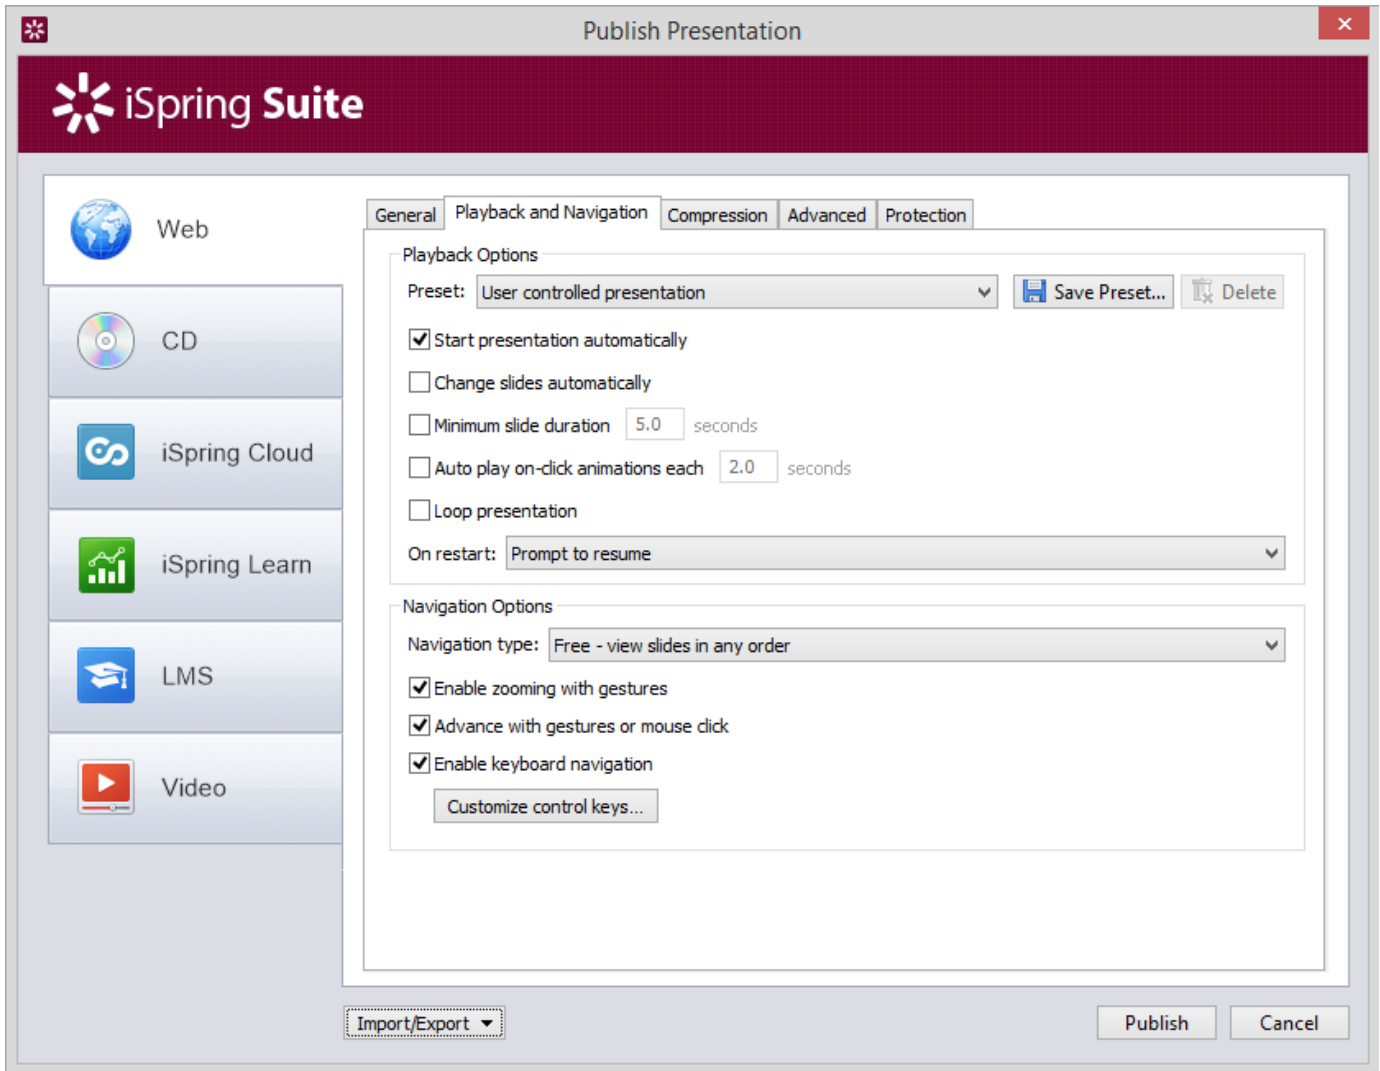 Publish Presentation
iSpring Suite
Web
CD
iSpring Cloud
iSpring Learn
LMS
Video
General Playback and Navigation Compression Advanced Protection
Playback Options
Preset: User controlled presentation Save Preset... Delete
Start presentation automatically
Change slides automatically
Minimum slide duration 5.0 seconds
Auto play on-click animations each 2.0 seconds
Loop presentation
On restart: Prompt to resume
Navigation Options
Navigation type: Free - view slides in any order
Enable zooming with gestures
Advance with gestures or mouse click
Enable keyboard navigation
Customize control keys...
Import/Export Publish Cancel